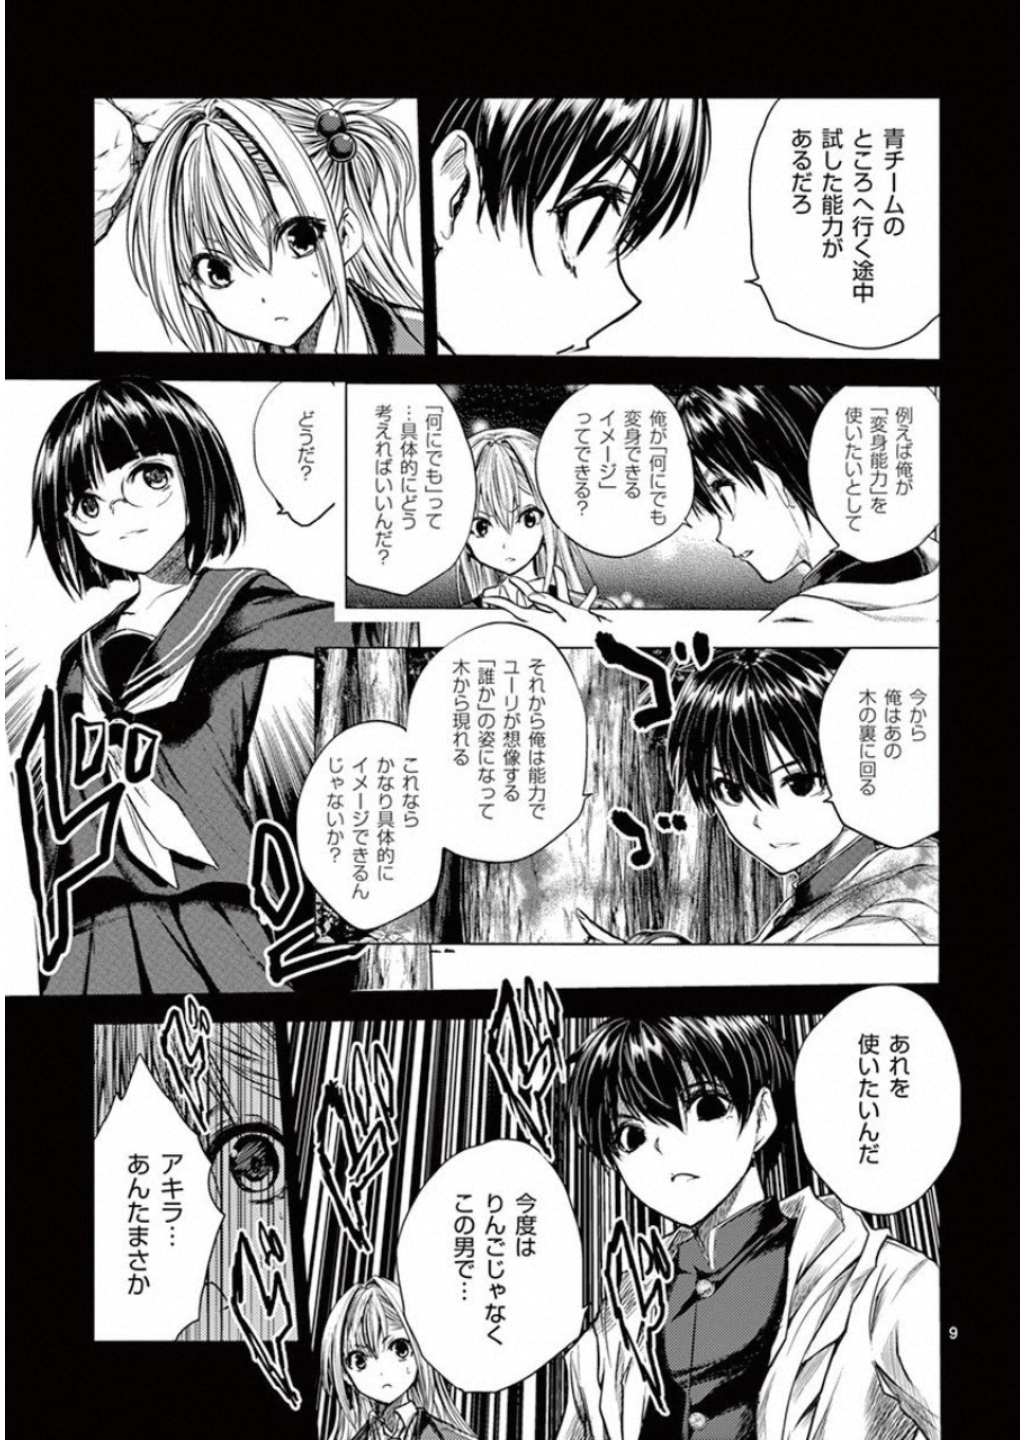 青チームの
ところへ行く途中
試した能力が
あるだろ
例えば俺が
「変身能力」を
使いたいとして
俺が「何にでも
変身できる
イメージ」
ってできる?
「何にでも」って
…具体的にどう
考えればいいんだ?
今から
俺はあの
木の裏に回る
それから俺は能力で
ユーリが想像する
「誰か」の姿になって
木から現れる
これなら
かなり具体的に
イメージできるん
じゃないか?
どうだ?
あれを
使いたいんだ
今度は
りんごじゃなく
この男で…
アキラ…
あんたまさか
9